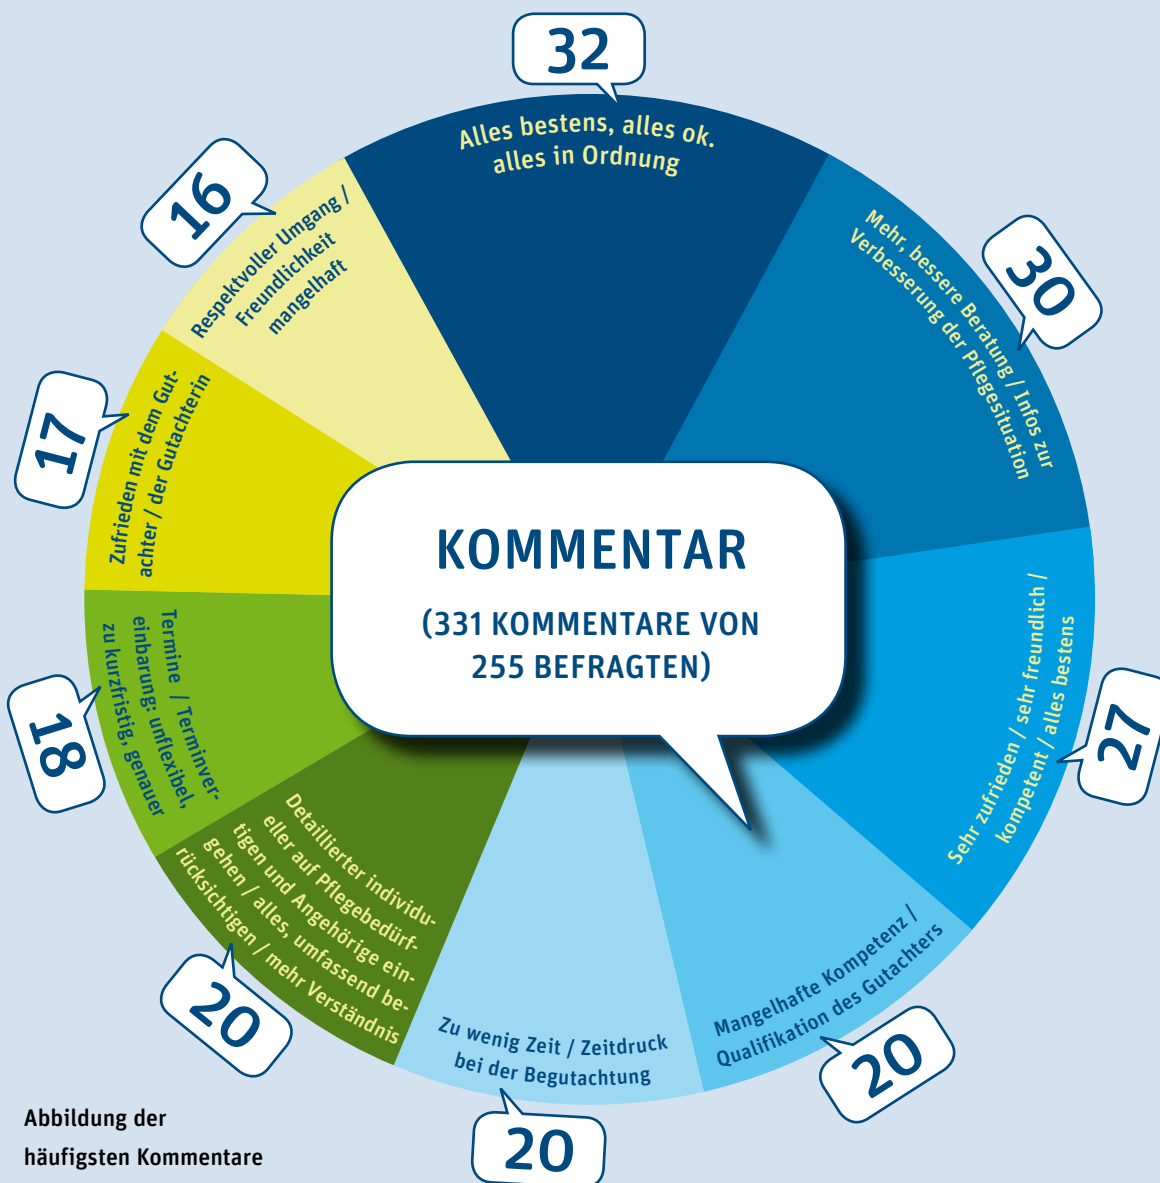 32
Alles bestens, alles ok.
alles in Ordnung
30
Mehr, bessere Beratung / Infos zur
Verbesserung der Pflegesituation
27
Sehr zufrieden / sehr freundlich /
kompetent / alles bestens
20
Mangelhafte Kompetenz /
Qualifikation des Gutachters
20
Zu wenig Zeit / Zeitdruck
bei der Begutachtung
20
Detaillierter individu-
eller auf Pflegebedürf-
tigen und Angehörige ein-
gehen / alles, umfassend be-
rücksichtigen / mehr Verständnis
18
Termine / Terminver-
einbarung: unflexibel,
zu kurzfristig, genauer
17
Zufrieden mit dem Gut-
achter / der Gutachterin
16
Respektvoller Umgang /
Freundlichkeit
mangelhaft
KOMMENTAR
(331 KOMMENTARE VON
255 BEFRAGTEN)
Abbildung der
häufigsten Kommentare